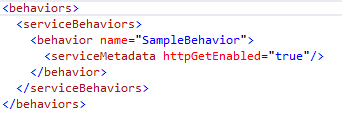 <behaviors>
  <serviceBehaviors>
    <behavior name="SampleBehavior">
      <serviceMetadata httpGetEnabled="true"/>
    </behavior>
  </serviceBehaviors>
</behaviors>